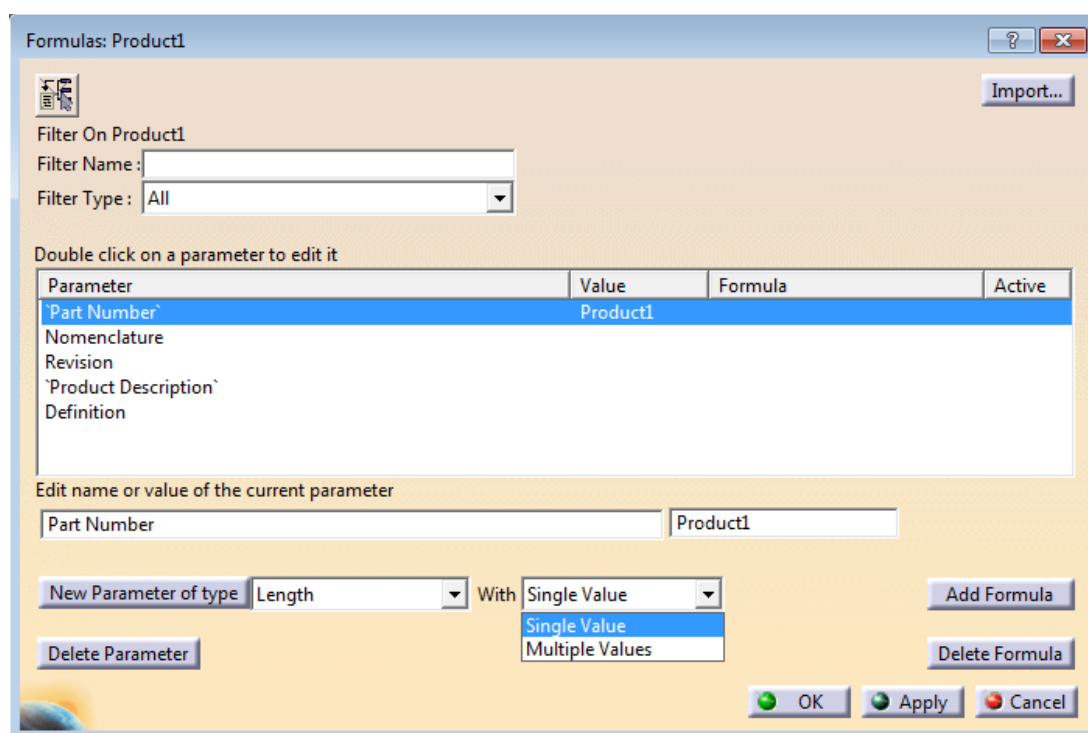 Formulas: Product1
Import...
Filter On Product1
Filter Name :
Filter Type : All
Double click on a parameter to edit it
Parameter Value Formula Active
`Part Number` Product1
Nomenclature
Revision
`Product Description`
Definition
Edit name or value of the current parameter
Part Number Product1
New Parameter of type Length With Single Value Add Formula
Single Value
Multiple Values
Delete Parameter Delete Formula
OK Apply Cancel